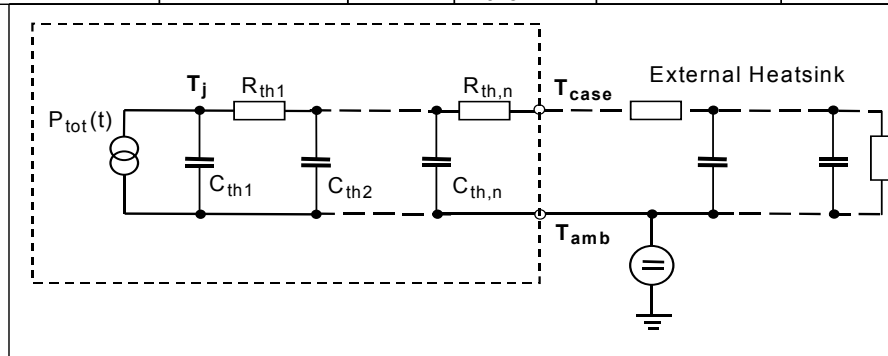 External Heatsink
T_j R_th1 R_th,n T_case
P_tot(t)
C_th1 C_th2 C_th,n
T_amb